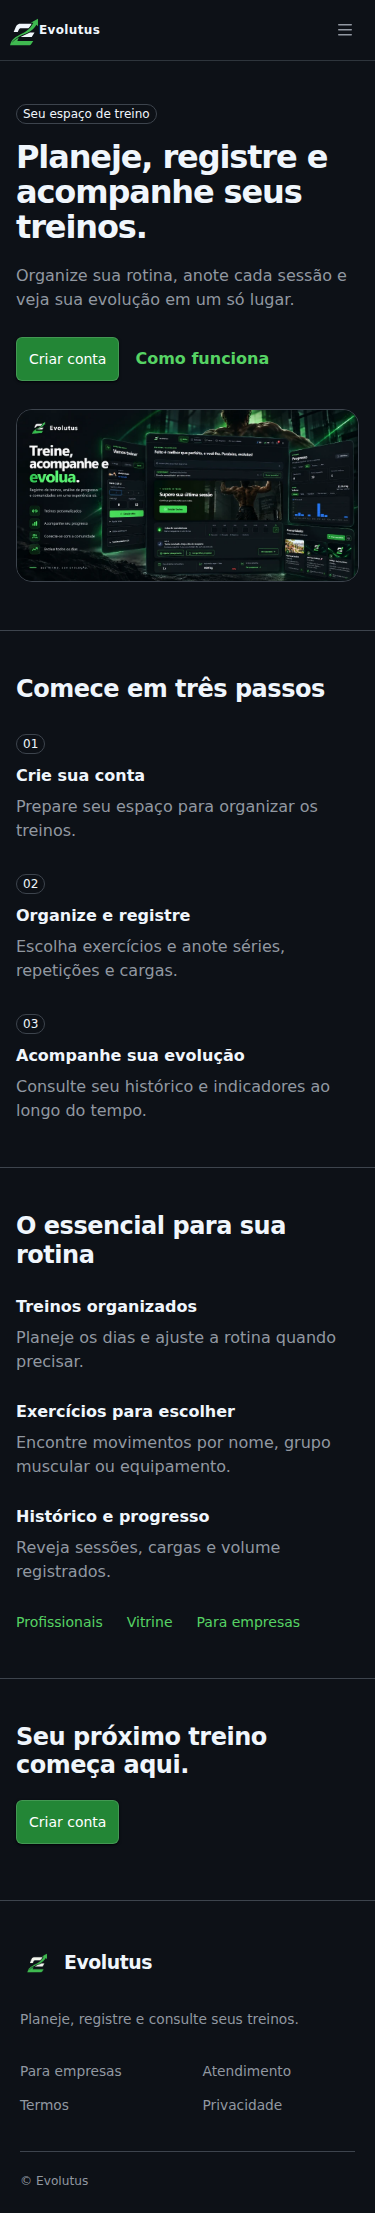 Evolutus
Seu espaço de treino
Planeje, registre e
acompanhe seus
treinos.
Organize sua rotina, anote cada sessão e
veja sua evolução em um só lugar.
Criar conta
Como funciona
Evolutus
Treine,
acompanhe e
evolua.
Supere sua última sessão
Comece em três passos
01
Crie sua conta
Prepare seu espaço para organizar os
treinos.
02
Organize e registre
Escolha exercícios e anote séries,
repetições e cargas.
03
Acompanhe sua evolução
Consulte seu histórico e indicadores ao
longo do tempo.
O essencial para sua
rotina
Treinos organizados
Planeje os dias e ajuste a rotina quando
precisar.
Exercícios para escolher
Encontre movimentos por nome, grupo
muscular ou equipamento.
Histórico e progresso
Reveja sessões, cargas e volume
registrados.
Profissionais
Vitrine
Para empresas
Seu próximo treino
começa aqui.
Criar conta
Evolutus
Planeje, registre e consulte seus treinos.
Para empresas
Atendimento
Termos
Privacidade
© Evolutus